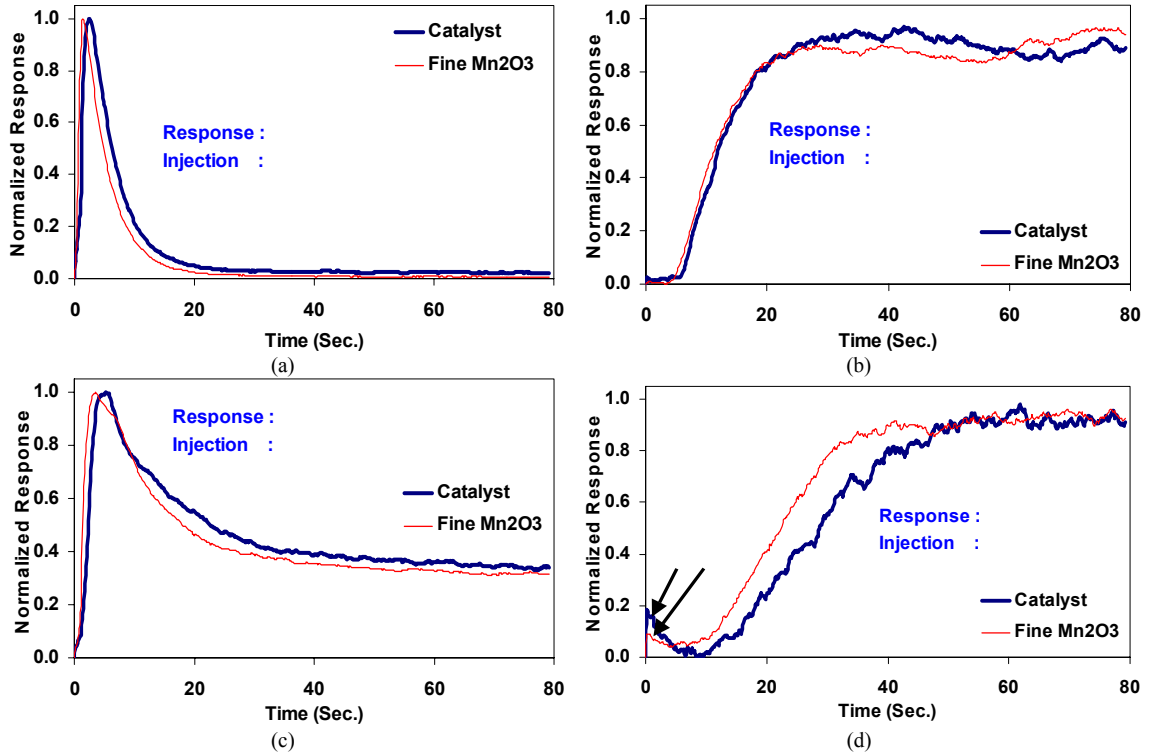 1.0
0.8
0.6
0.4
0.2
0.0
Normalized Response
Catalyst
Fine Mn2O3
Response :
Injection :
0 20 40 60 80
Time (Sec.)
(a)
1.0
0.8
0.6
0.4
0.2
0.0
Normalized Response
Response :
Injection :
Catalyst
Fine Mn2O3
0 20 40 60 80
Time (Sec.)
(b)
1.0
0.8
0.6
0.4
0.2
0.0
Normalized Response
Response :
Injection :
Catalyst
Fine Mn2O3
0 20 40 60 80
Time (Sec.)
(c)
1.0
0.8
0.6
0.4
0.2
0.0
Normalized Response
Response :
Injection :
Catalyst
Fine Mn2O3
0 20 40 60 80
Time (Sec.)
(d)